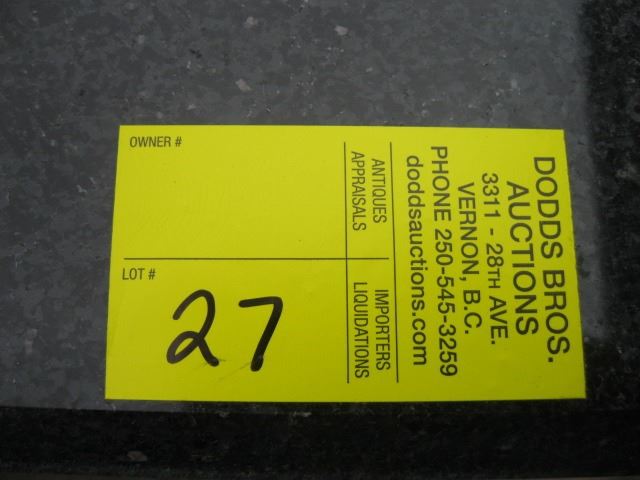 DODDS BROS.
AUCTIONS
3311 - 28TH AVE.
VERNON, B.C.
PHONE 250-545-3259
doddsauctions.com
ANTIQUES
APPRAISALS
IMPORTERS
LIQUIDATIONS
OWNER #
LOT #
27